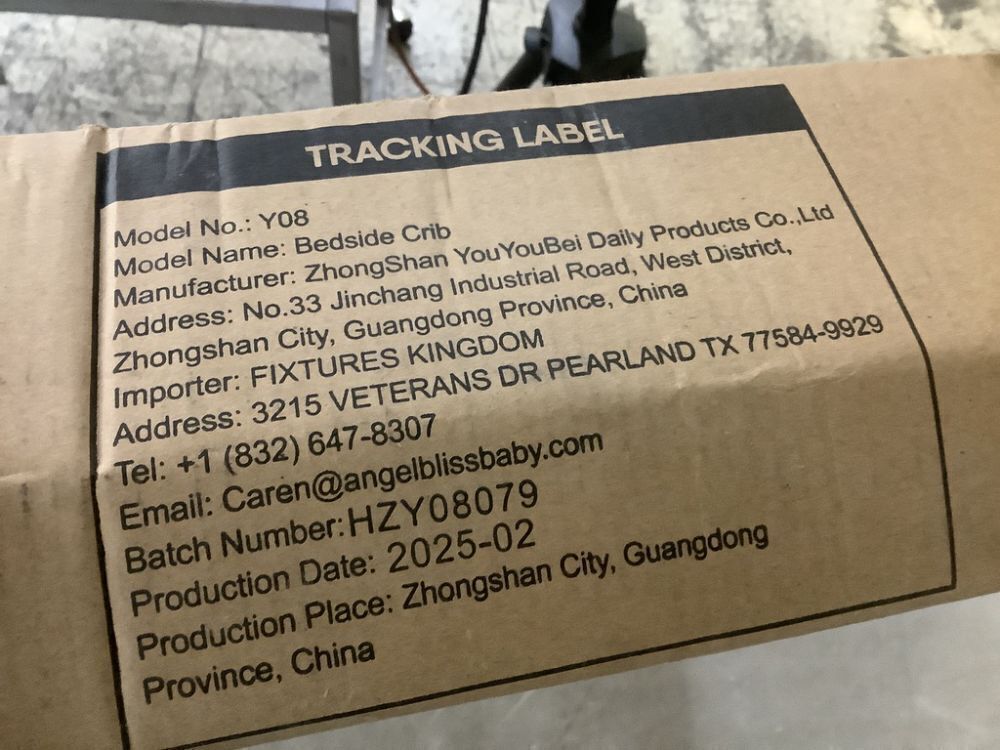 TRACKING LABEL
Model No.: Y08
Model Name: Bedside Crib
Manufacturer: ZhongShan YouYouBei Daily Products Co.,Ltd
Address: No.33 Jinchang Industrial Road, West District,
Zhongshan City, Guangdong Province, China
Importer: FIXTURES KINGDOM
Address: 3215 VETERANS DR PEARLAND TX 77584-9929
Tel: +1 (832) 647-8307
Email: Caren@angelblissbaby.com
Batch Number:HZY08079
Production Date: 2025-02
Production Place: Zhongshan City, Guangdong
Province, China